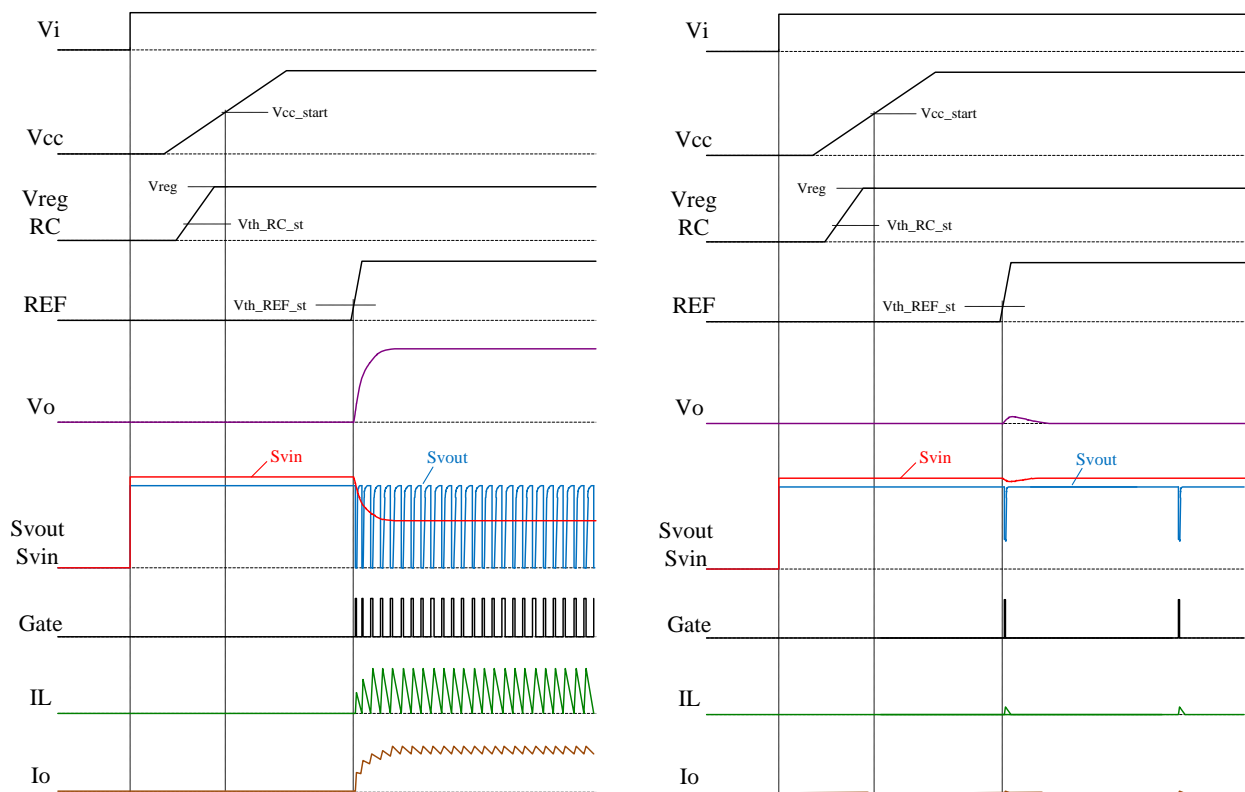 Vi
Vcc_start
Vcc
Vreg
Vreg
RC
Vth_RC_st
REF
Vth_REF_st
Vo
Svin
Svout
Svout
Svin
Gate
IL
Io
Vi
Vcc_start
Vcc
Vreg
Vreg
RC
Vth_RC_st
REF
Vth_REF_st
Vo
Svin
Svout
Svout
Svin
Gate
IL
Io